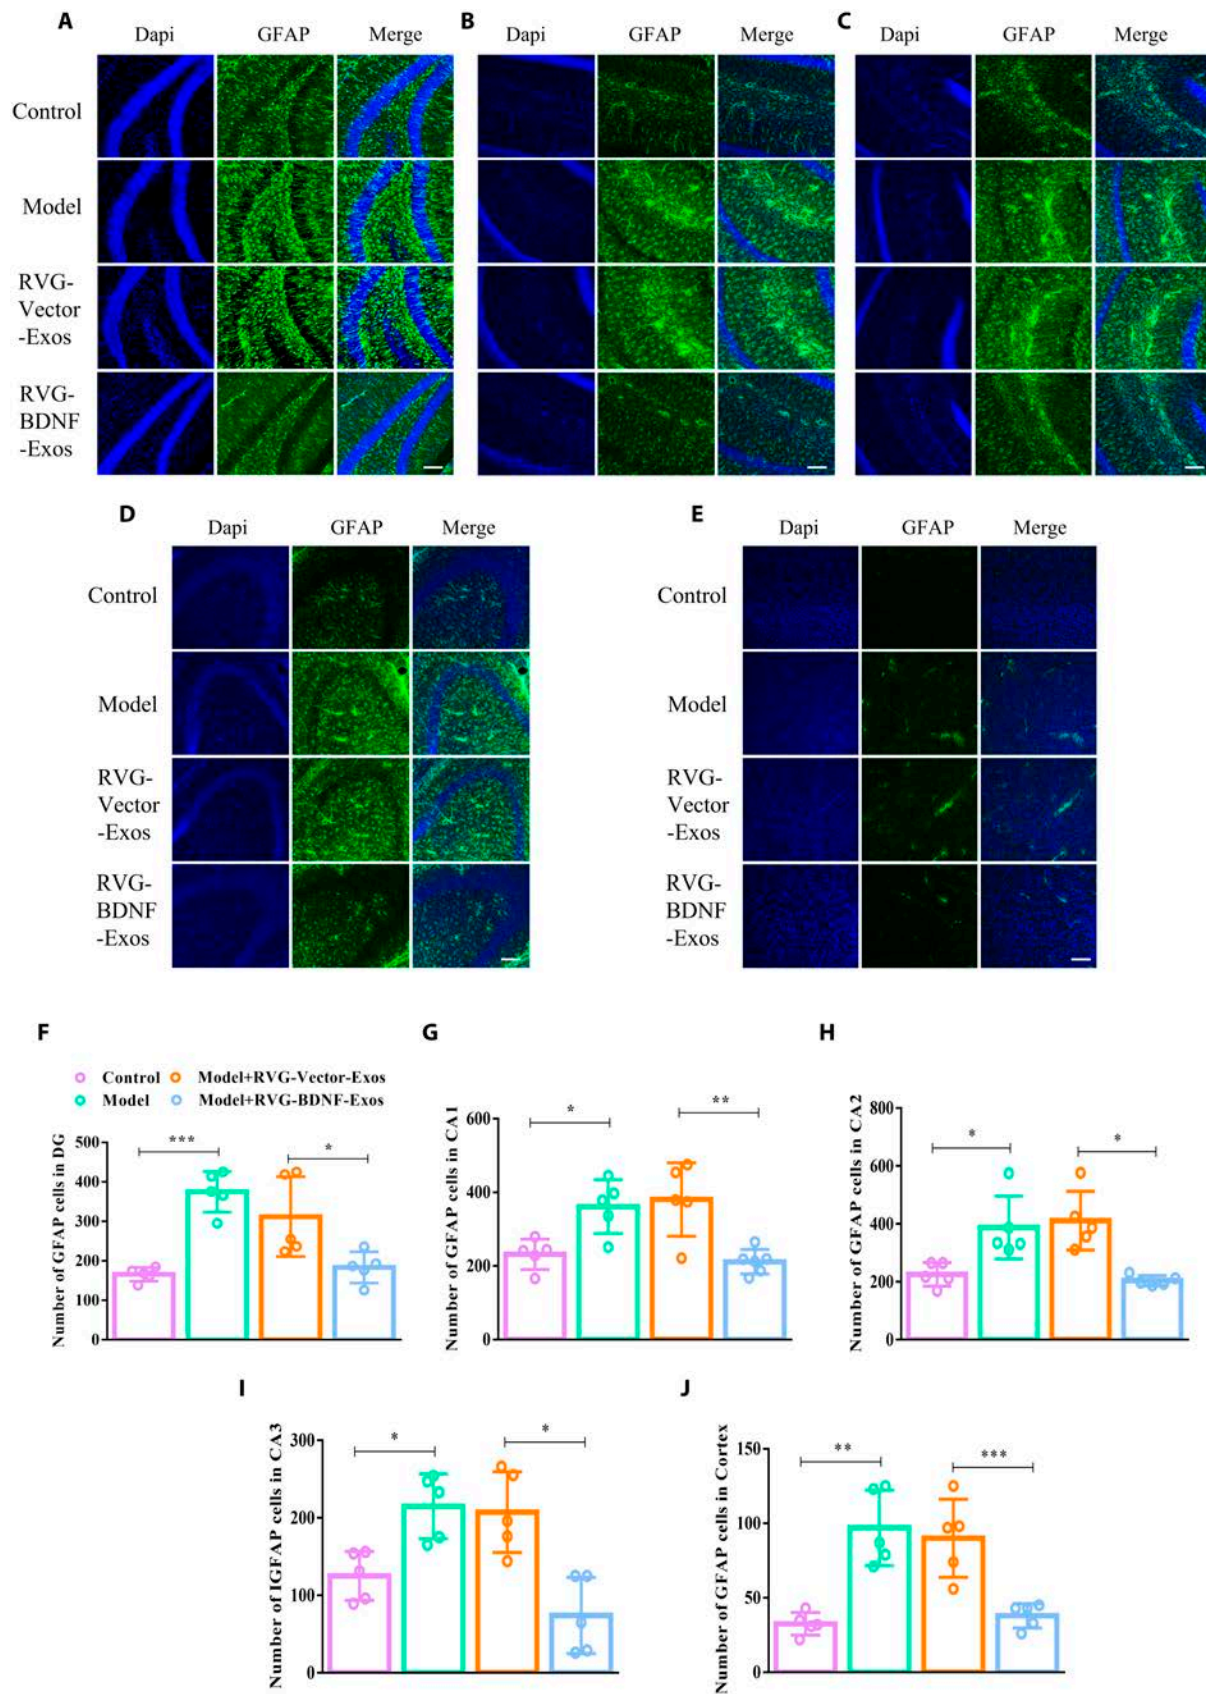 A
Dapi GFAP Merge
B
Dapi GFAP Merge
C
Dapi GFAP Merge
Control
Model
RVG-
Vector
-Exos
RVG-
BDNF
-Exos
D
Dapi GFAP Merge
Control
Model
RVG-
Vector
-Exos
RVG-
BDNF
-Exos
E
Dapi GFAP Merge
Control
Model
RVG-
Vector
-Exos
RVG-
BDNF
-Exos
F
Control Model+RVG-Vector-Exos
Model Model+RVG-BDNF-Exos
Number of GFAP cells in DG
500
400
300
200
100
0
***
*
G
Number of GFAP cells in CA1
600
400
200
0
*
**
H
Number of GFAP cells in CA2
800
600
400
200
0
*
*
I
Number of IGFAP cells in CA3
300
200
100
0
*
*
J
Number of GFAP cells in Cortex
150
100
50
0
**
***